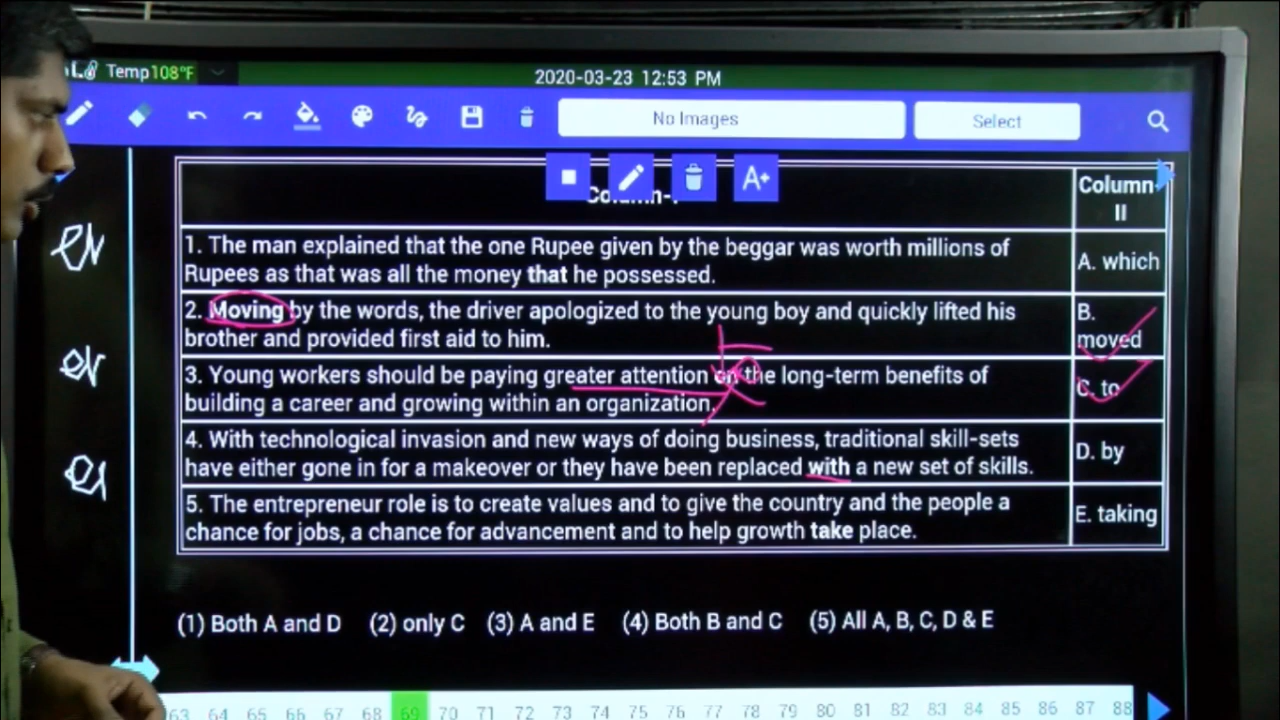 Temp108°F
2020-03-23 12:53 PM
No Images
Select
A+
Column-
II
1. The man explained that the one Rupee given by the beggar was worth millions of
Rupees as that was all the money that he possessed.
A. which
2. Moving by the words, the driver apologized to the young boy and quickly lifted his
brother and provided first aid to him.
B.
moved
3. Young workers should be paying greater attention on the long-term benefits of
building a career and growing within an organization.
C. to
4. With technological invasion and new ways of doing business, traditional skill-sets
have either gone in for a makeover or they have been replaced with a new set of skills.
D. by
5. The entrepreneur role is to create values and to give the country and the people a
chance for jobs, a chance for advancement and to help growth take place.
E. taking
(1) Both A and D (2) only C (3) A and E (4) Both B and C (5) All A, B, C, D & E
63 64 65 66 67 68 69 70 71 72 73 74 75 76 77 78 79 80 81 82 83 84 85 86 87 88